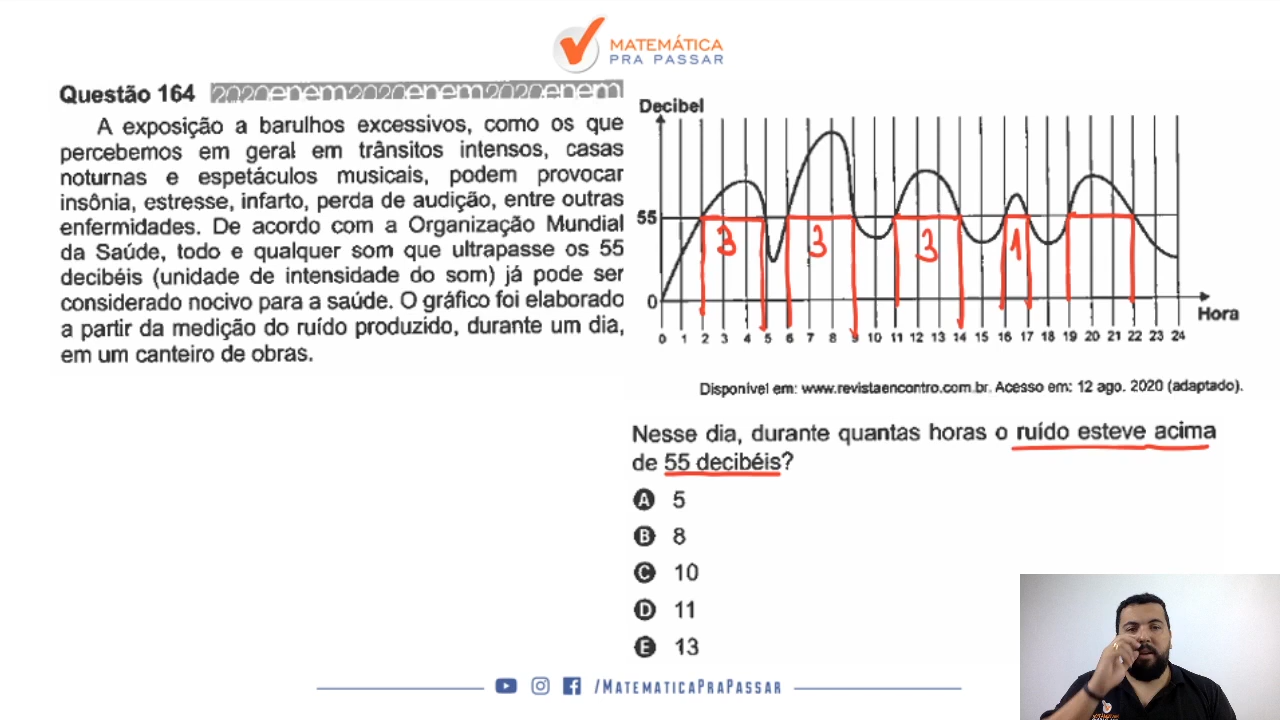 MATEMÁTICA
PRA PASSAR
Questão 164 2020enem2020enem2020enem
A exposição a barulhos excessivos, como os que
percebemos em geral em trânsitos intensos, casas
noturnas e espetáculos musicais, podem provocar
insônia, estresse, infarto, perda de audição, entre outras
enfermidades. De acordo com a Organização Mundial
da Saúde, todo e qualquer som que ultrapasse os 55
decibéis (unidade de intensidade do som) já pode ser
considerado nocivo para a saúde. O gráfico foi elaborado
a partir da medição do ruído produzido, durante um dia,
em um canteiro de obras.
Decibel
55
3 3 3 1
0
Hora
0 1 2 3 4 5 6 7 8 9 10 11 12 13 14 15 16 17 18 19 20 21 22 23 24
Disponível em: www.revistaencontro.com.br. Acesso em: 12 ago. 2020 (adaptado).
Nesse dia, durante quantas horas o ruído esteve acima
de 55 decibéis?
A 5
B 8
C 10
D 11
E 13
/MATEMATICAPRAPASSAR